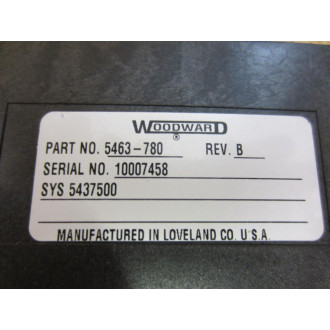 WOODWARD
®
PART NO. 5463-780 REV. B
SERIAL NO. 10007458
SYS 5437500
MANUFACTURED IN LOVELAND CO. U.S.A.